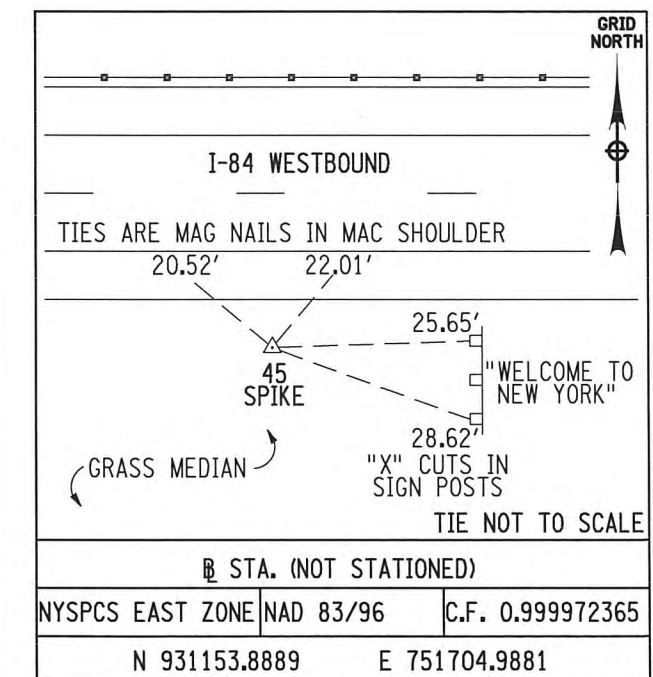 GRID
NORTH
I-84 WESTBOUND
TIES ARE MAG NAILS IN MAC SHOULDER
20.52' 22.01'
25.65'
45
SPIKE
"WELCOME TO
NEW YORK"
28.62'
GRASS MEDIAN
"X" CUTS IN
SIGN POSTS
TIE NOT TO SCALE
BL STA. (NOT STATIONED)
NYSPCS EAST ZONE NAD 83/96 C.F. 0.999972365
N 931153.8889 E 751704.9881